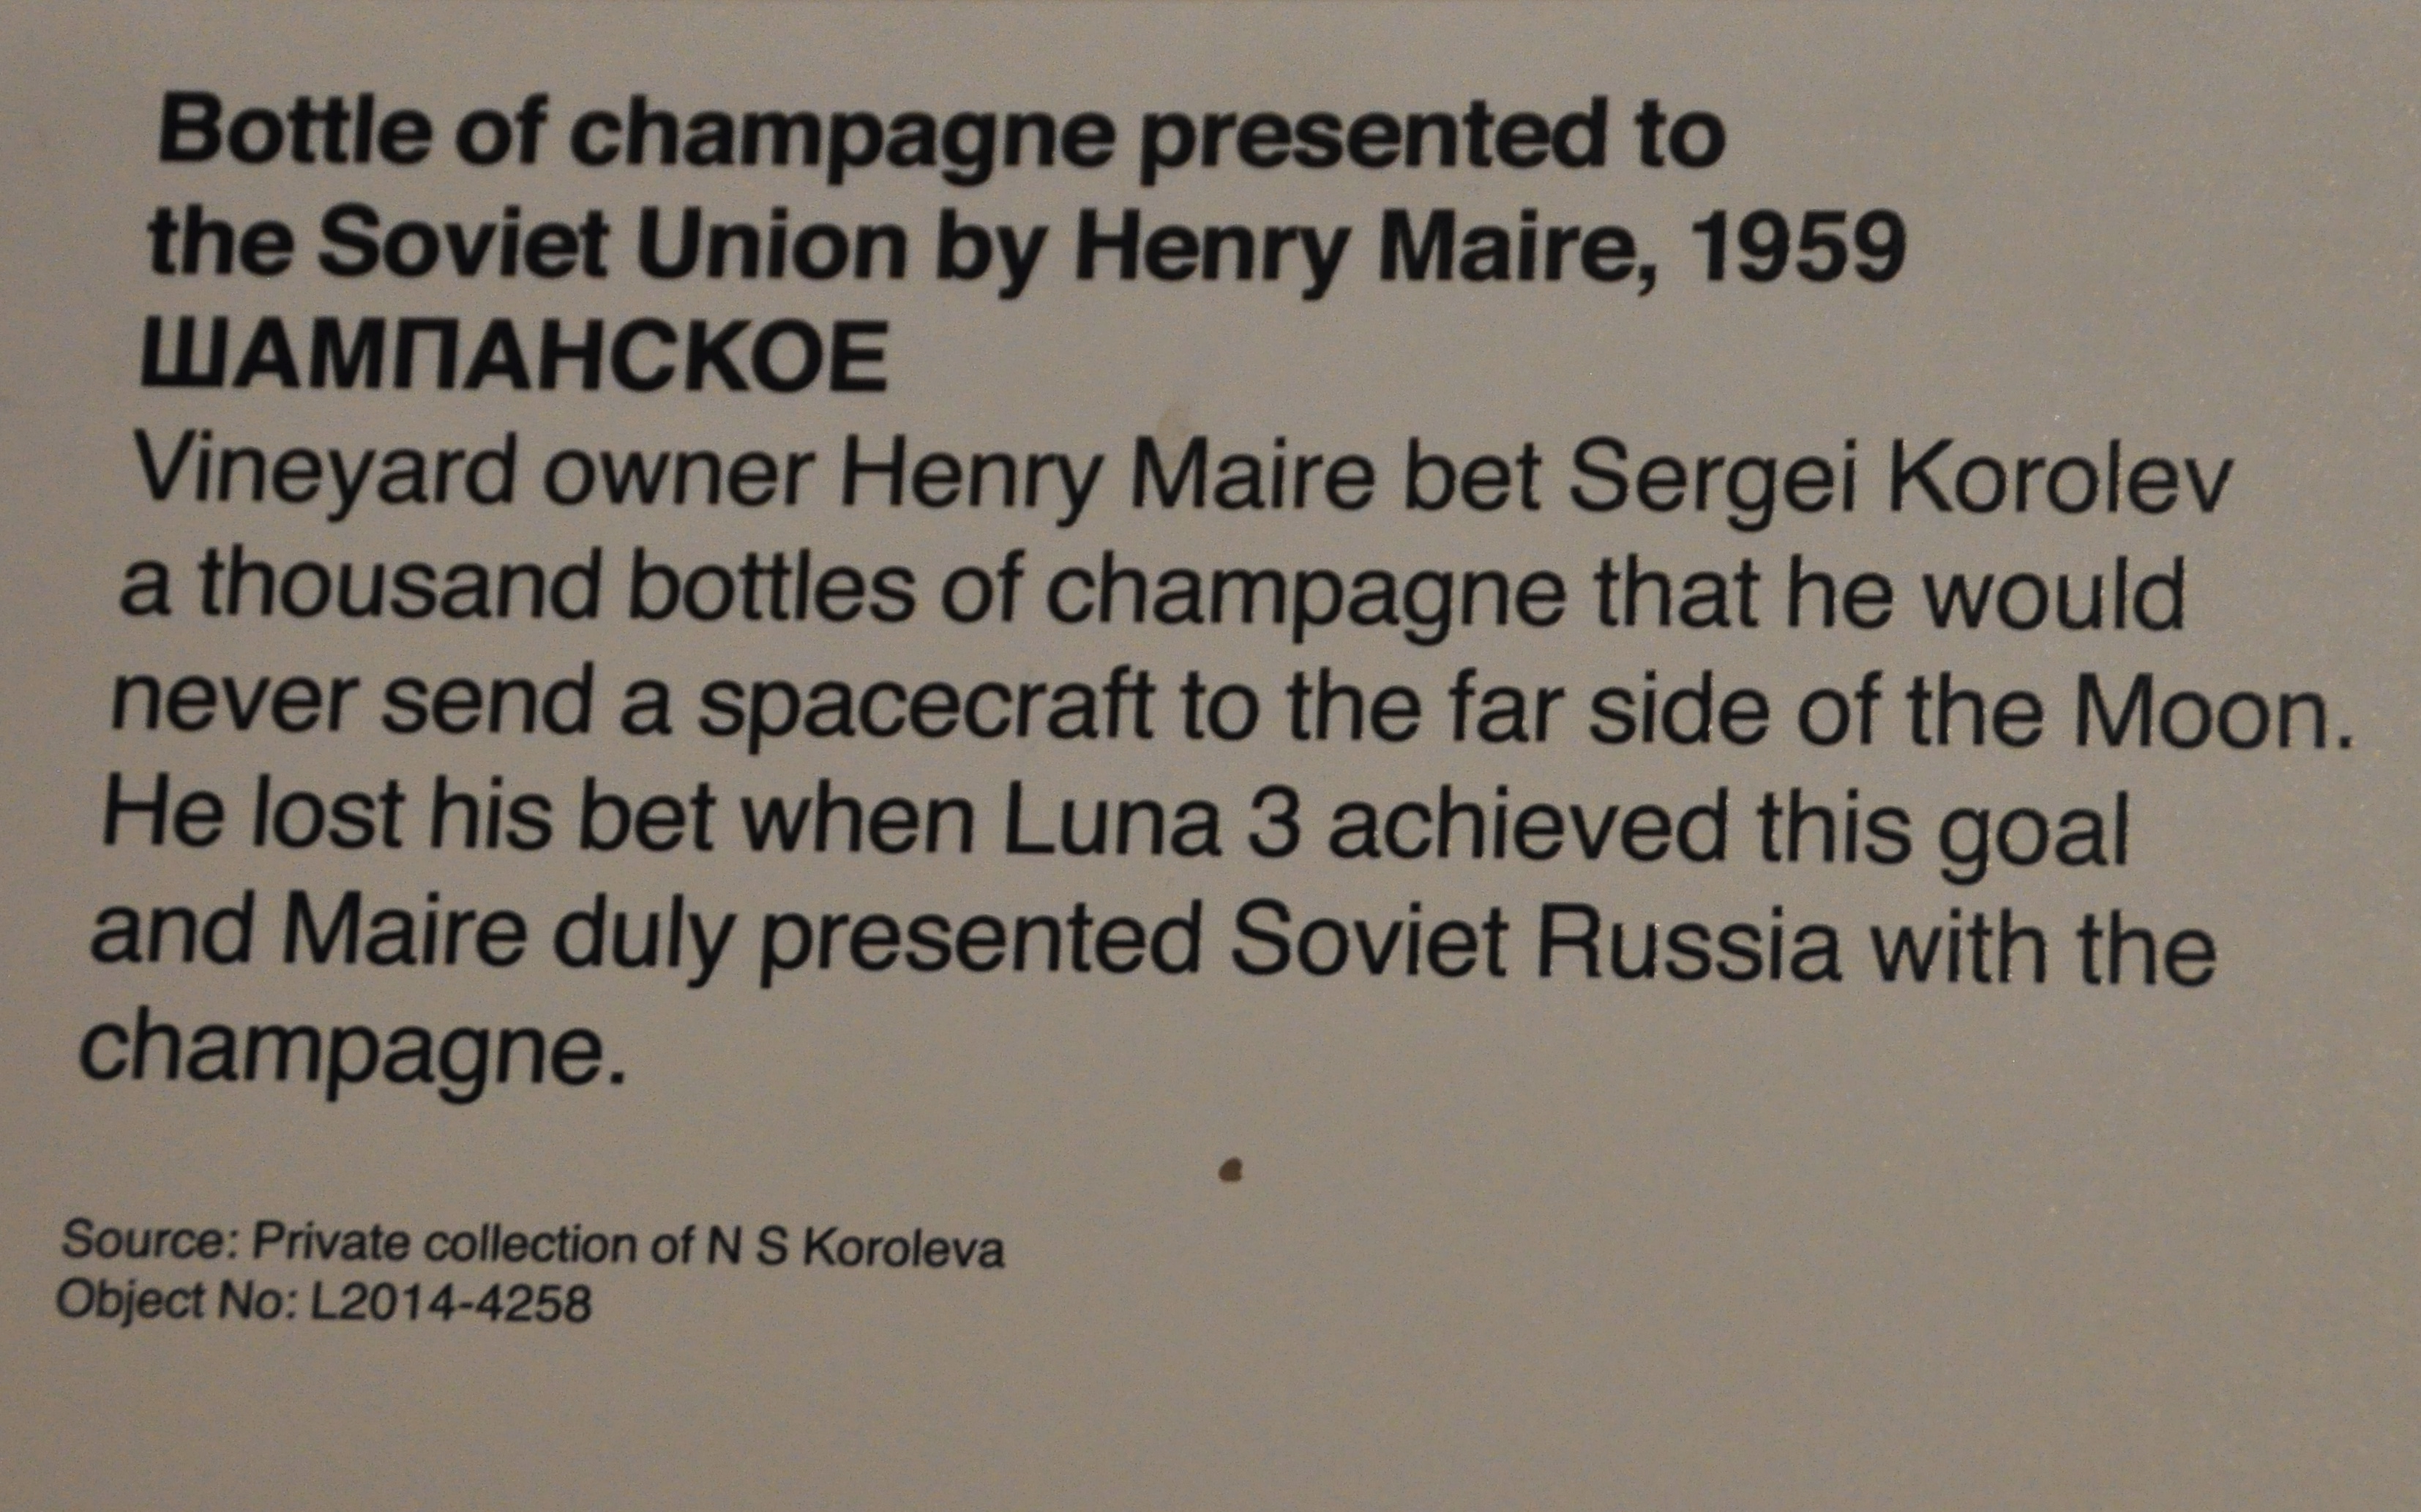 Bottle of champagne presented to
the Soviet Union by Henry Maire, 1959
ШАМПАНСКОЕ
Vineyard owner Henry Maire bet Sergei Korolev
a thousand bottles of champagne that he would
never send a spacecraft to the far side of the Moon.
He lost his bet when Luna 3 achieved this goal
and Maire duly presented Soviet Russia with the
champagne.
Source: Private collection of N S Koroleva
Object No: L2014-4258